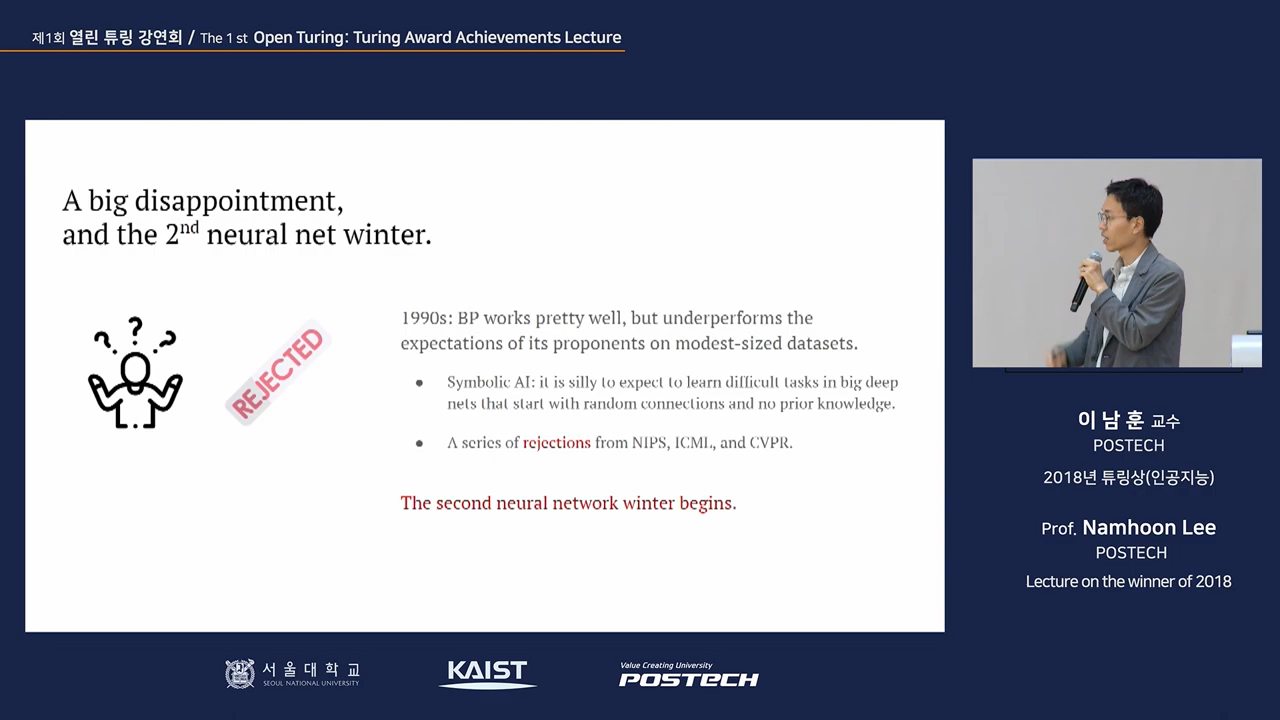 제1회 열린 튜링 강연회 / The 1 st Open Turing: Turing Award Achievements Lecture
A big disappointment,
and the 2nd neural net winter.
? ? ?
REJECTED
1990s: BP works pretty well, but underperforms the
expectations of its proponents on modest-sized datasets.
● Symbolic AI: it is silly to expect to learn difficult tasks in big deep
nets that start with random connections and no prior knowledge.
● A series of rejections from NIPS, ICML, and CVPR.
The second neural network winter begins.
이 남 훈 교수
POSTECH
2018년 튜링상(인공지능)
Prof. Namhoon Lee
POSTECH
Lecture on the winner of 2018
서울대학교
SEOUL NATIONAL UNIVERSITY
KAIST
Value Creating University
POSTECH